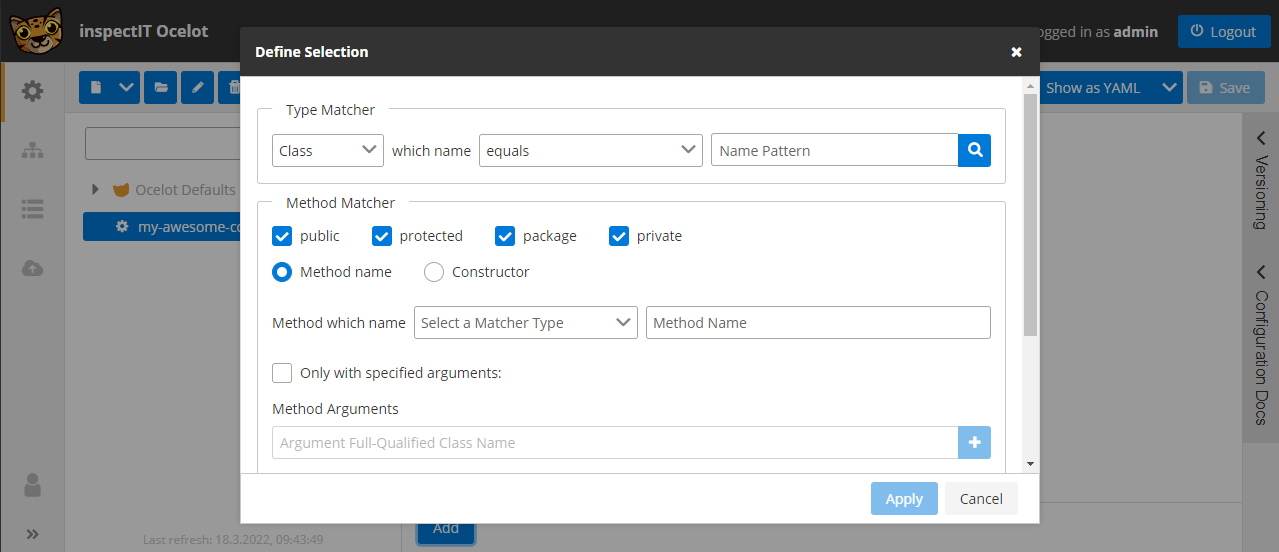 inspectIT Ocelot
ogged in as admin
Logout
Define Selection
Show as YAML
Save
Type Matcher
Class which name equals Name Pattern
Ocelot Defaults
my-awesome-co
Method Matcher
public protected package private
Method name Constructor
Method which name Select a Matcher Type Method Name
Only with specified arguments:
Method Arguments
Argument Full-Qualified Class Name
Apply Cancel
Add
Last refresh: 18.3.2022, 09:43:49
Versioning
Configuration Docs